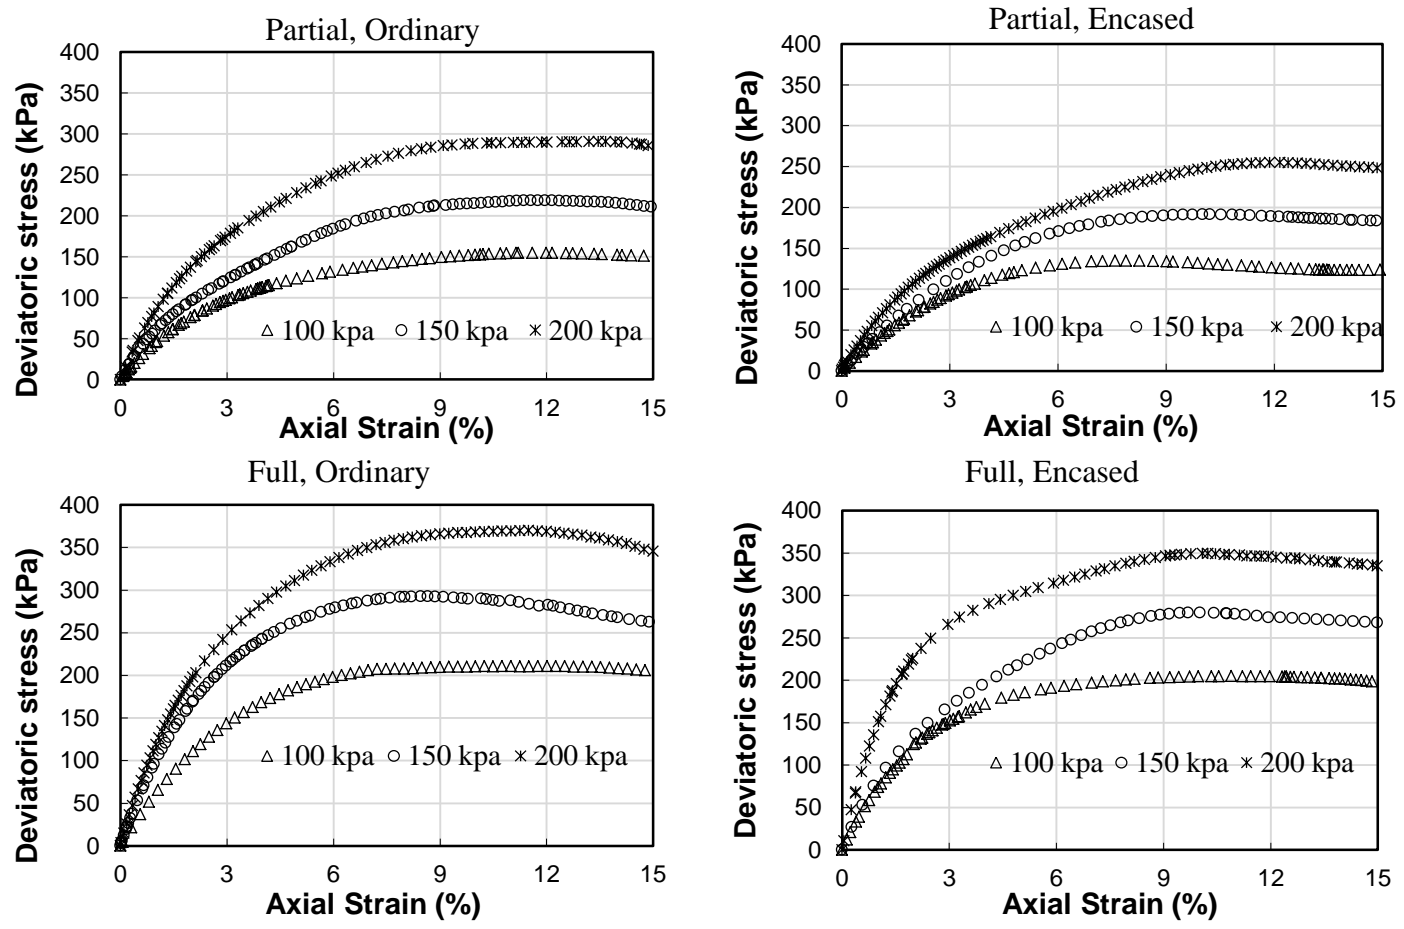 Partial, Ordinary
Deviatoric stress (kPa)
400
350
300
250
200
150
100
50
0
100 kpa 150 kpa 200 kpa
0 3 6 9 12 15
Axial Strain (%)
Partial, Encased
Deviatoric stress (kPa)
400
350
300
250
200
150
100
50
0
100 kpa 150 kpa 200 kpa
0 3 6 9 12 15
Axial Strain (%)
Full, Ordinary
Deviatoric stress (kPa)
400
350
300
250
200
150
100
50
0
100 kpa 150 kpa 200 kpa
0 3 6 9 12 15
Axial Strain (%)
Full, Encased
Deviatoric stress (kPa)
400
350
300
250
200
150
100
50
0
100 kpa 150 kpa 200 kpa
0 3 6 9 12 15
Axial Strain (%)